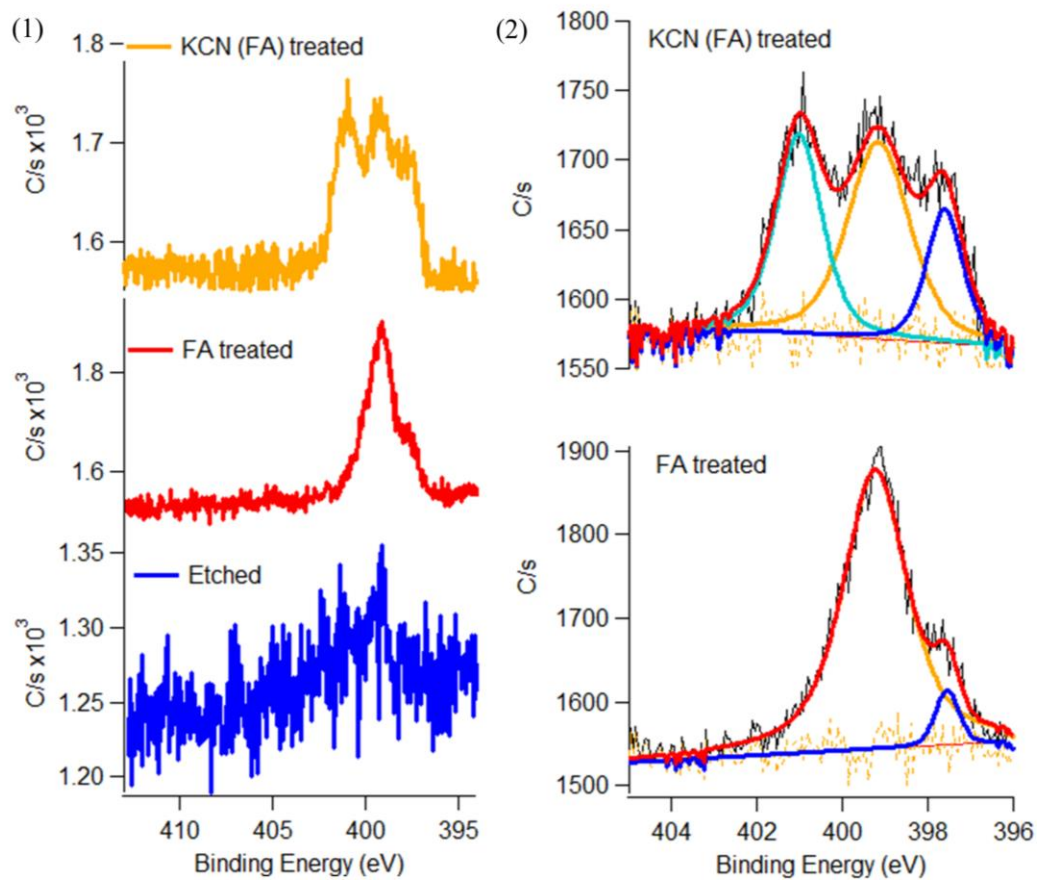 (1)
1.8
KCN (FA) treated
C/s x10³
1.7
1.6
FA treated
1.8
C/s x10³
1.6
1.35
Etched
C/s x10³
1.30
1.25
1.20
410 405 400 395
Binding Energy (eV)
(2)
1800
KCN (FA) treated
1750
1700
C/s
1650
1600
1550
1900
FA treated
1800
C/s
1700
1600
1500
404 402 400 398 396
Binding Energy (eV)